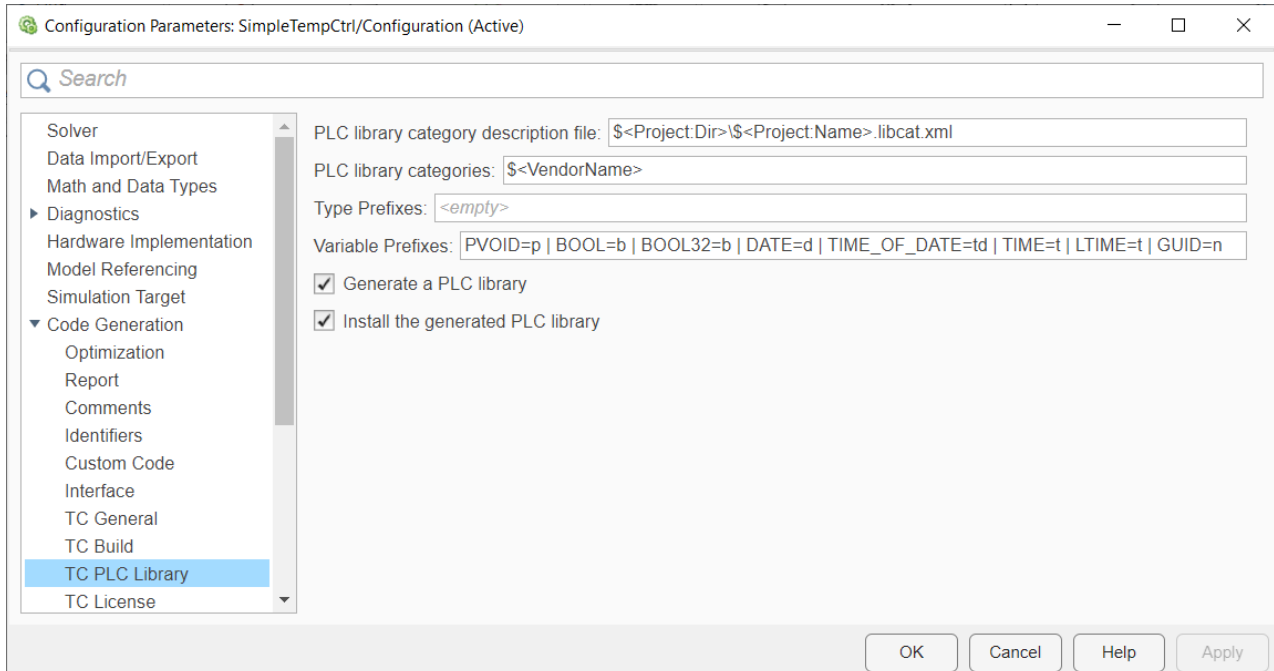 Configuration Parameters: SimpleTempCtrl/Configuration (Active)
Search
Solver
Data Import/Export
Math and Data Types
Diagnostics
Hardware Implementation
Model Referencing
Simulation Target
Code Generation
Optimization
Report
Comments
Identifiers
Custom Code
Interface
TC General
TC Build
TC PLC Library
TC License
PLC library category description file: $<Project:Dir>\$<Project:Name>.libcat.xml
PLC library categories: $<VendorName>
Type Prefixes: <empty>
Variable Prefixes: PVOID=p | BOOL=b | BOOL32=b | DATE=d | TIME_OF_DATE=td | TIME=t | LTIME=t | GUID=n
Generate a PLC library
Install the generated PLC library
OK Cancel Help Apply